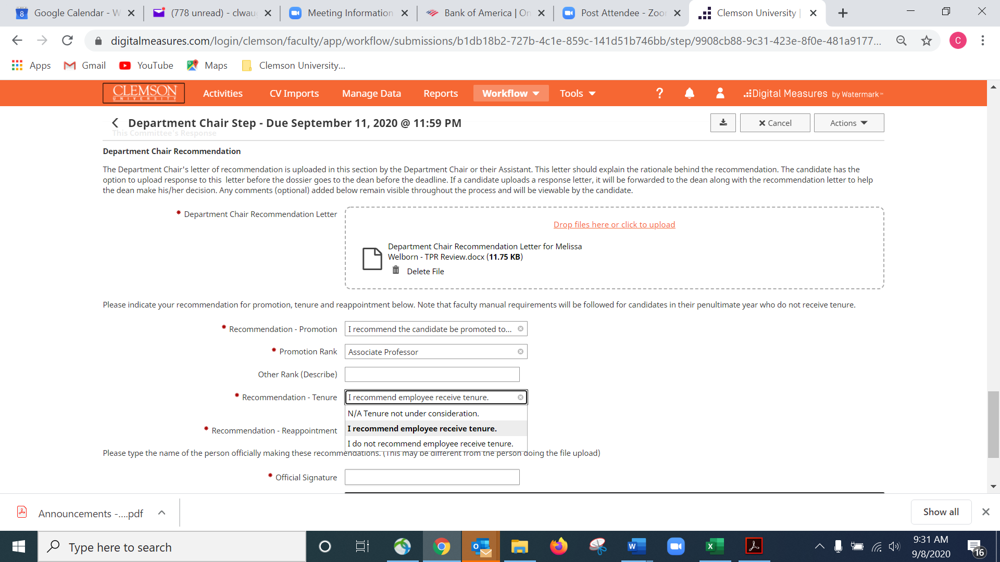 8 Google Calendar - W
(778 unread) - clwau
Meeting Information
Bank of America | On
Post Attendee - Zoo
Clemson University |
digitalmeasures.com/login/clemson/faculty/app/workflow/submissions/b1db18b2-727b-4c1e-859c-141d51b746bb/step/9908cb88-9c31-423e-8f0e-481a9177...
C
Apps
Gmail
YouTube
Maps
Clemson University...
CLEMSON
UNIVERSITY
Activities
CV Imports
Manage Data
Reports
Workflow
Tools
?
Digital Measures by Watermark™
Department Chair Step - Due September 11, 2020 @ 11:59 PM
Cancel
Actions
This Committee's Response
Department Chair Recommendation
The Department Chair's letter of recommendation is uploaded in this section by the Department Chair or their Assistant. This letter should explain the rationale behind the recommendation. The candidate has the
option to upload response to this letter before the dossier goes to the dean before the deadline. If a candidate uploads a response letter, it will be forwarded to the dean along with the recommendation letter to help
the dean make his/her decision. Any comments (optional) added below remain visible throughout the process and will be viewable by the candidate.
* Department Chair Recommendation Letter
Drop files here or click to upload
Department Chair Recommendation Letter for Melissa
Welborn - TPR Review.docx (11.75 KB)
Delete File
Please indicate your recommendation for promotion, tenure and reappointment below. Note that faculty manual requirements will be followed for candidates in their penultimate year who do not receive tenure.
* Recommendation - Promotion
I recommend the candidate be promoted to...
* Promotion Rank
Associate Professor
Other Rank (Describe)
* Recommendation - Tenure
I recommend employee receive tenure.
N/A Tenure not under consideration.
I recommend employee receive tenure.
* Recommendation - Reappointment
I do not recommend employee receive tenure.
Please type the name of the person officially making these recommendations. (This may be different from the person doing the file upload)
* Official Signature
Announcements -....pdf
Show all
Type here to search
9:31 AM
9/8/2020
16